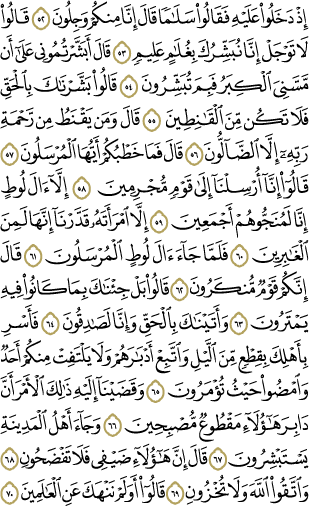 إِذْ دَخَلُوا۟ عَلَيْهِ فَقَالُوا۟ سَلَٰمًا قَالَ إِنَّا مِنكُمْ وَجِلُونَ ٥٢ قَالُوا۟
لَا تَوْجَلْ إِنَّا نُبَشِّرُكَ بِغُلَٰمٍ عَلِيمٍ ٥٣ قَالَ أَبَشَّرْتُمُونِى عَلَىٰٓ أَن
مَّسَّنِىَ ٱلْكِبَرُ فَبِمَ تُبَشِّرُونَ ٥٤ قَالُوا۟ بَشَّرْنَٰكَ بِٱلْحَقِّ
فَلَا تَكُن مِّنَ ٱلْقَٰنِطِينَ ٥٥ قَالَ وَمَن يَقْنَطُ مِن رَّحْمَةِ
رَبِّهِۦٓ إِلَّا ٱلضَّآلُّونَ ٥٦ قَالَ فَمَا خَطْبُكُمْ أَيُّهَا ٱلْمُرْسَلُونَ ٥٧
قَالُوٓا۟ إِنَّآ أُرْسِلْنَآ إِلَىٰ قَوْمٍ مُّجْرِمِينَ ٥٨ إِلَّآ ءَالَ لُوطٍ
إِنَّا لَمُنَجُّوهُمْ أَجْمَعِينَ ٥٩ إِلَّا ٱمْرَأَتَهُۥ قَدَّرْنَآ إِنَّهَا لَمِنَ
ٱلْغَٰبِرِينَ ٦٠ فَلَمَّا جَآءَ ءَالَ لُوطٍ ٱلْمُرْسَلُونَ ٦١ قَالَ
إِنَّكُمْ قَوْمٌ مُّنكَرُونَ ٦٢ قَالُوا۟ بَلْ جِئْنَٰكَ بِمَا كَانُوا۟ فِيهِ
يَمْتَرُونَ ٦٣ وَأَتَيْنَٰكَ بِٱلْحَقِّ وَإِنَّا لَصَٰدِقُونَ ٦٤ فَأَسْرِ
بِأَهْلِكَ بِقِطْعٍ مِّنَ ٱلَّيْلِ وَٱتَّبِعْ أَدْبَٰرَهُمْ وَلَا يَلْتَفِتْ مِنكُمْ أَحَدٌ
وَٱمْضُوا۟ حَيْثُ تُؤْمَرُونَ ٦٥ وَقَضَيْنَآ إِلَيْهِ ذَٰلِكَ ٱلْأَمْرَ أَنَّ
دَابِرَ هَٰٓؤُلَآءِ مَقْطُوعٌ مُّصْبِحِينَ ٦٦ وَجَآءَ أَهْلُ ٱلْمَدِينَةِ
يَسْتَبْشِرُونَ ٦٧ قَالَ إِنَّ هَٰٓؤُلَآءِ ضَيْفِى فَلَا تَفْضَحُونِ ٦٨
وَٱتَّقُوا۟ ٱللَّهَ وَلَا تُخْزُونِ ٦٩ قَالُوٓا۟ أَوَلَمْ نَنْهَكَ عَنِ ٱلْعَٰلَمِينَ ٧٠